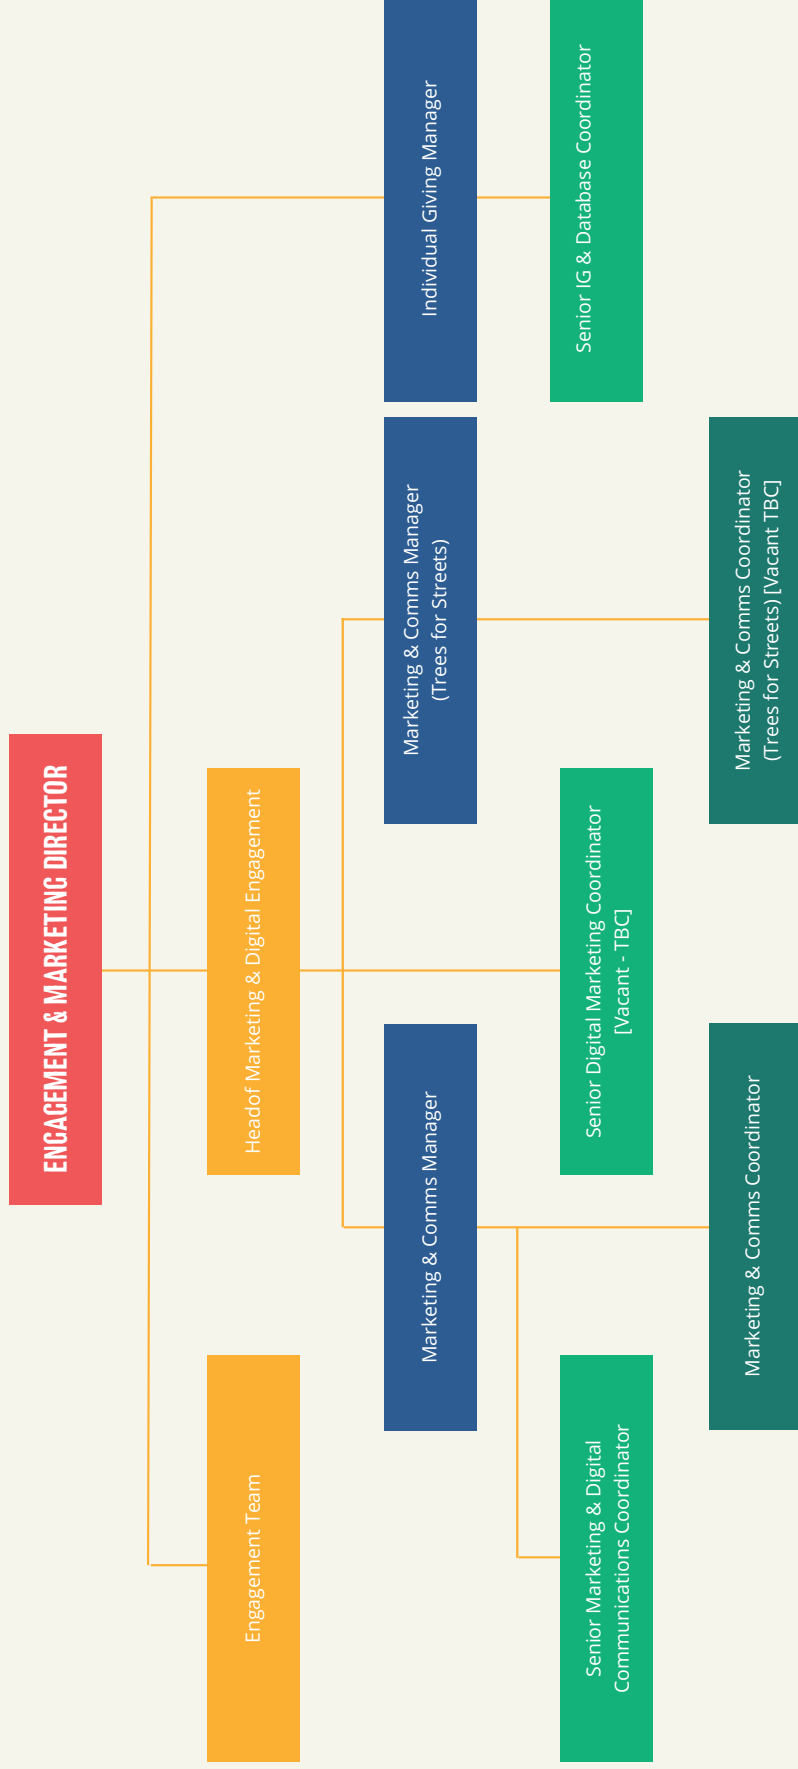 ENGAGEMENT & MARKETING DIRECTOR
Engagement Team
Headof Marketing & Digital Engagement
Marketing & Comms Manager
Marketing & Comms Manager
(Trees for Streets)
Individual Giving Manager
Senior Marketing & Digital
Communications Coordinator
Senior Digital Marketing Coordinator
[Vacant - TBC]
Senior IG & Database Coordinator
Marketing & Comms Coordinator
Marketing & Comms Coordinator
(Trees for Streets) [Vacant TBC]